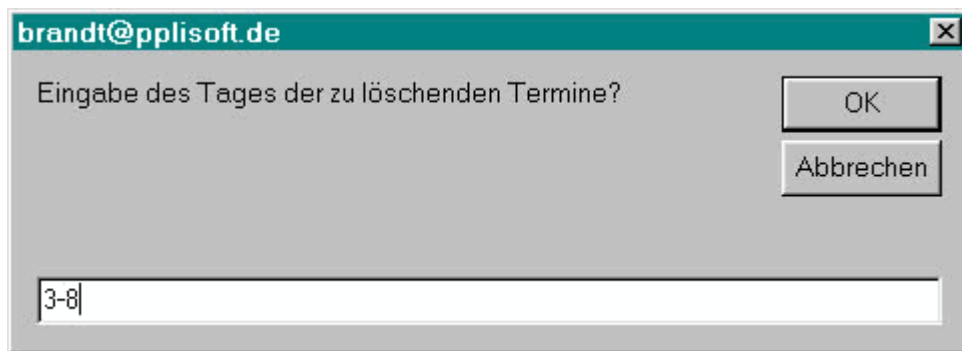 brandt@pplisoft.de
Eingabe des Tages der zu löschenden Termine?
OK
Abbrechen
3-8